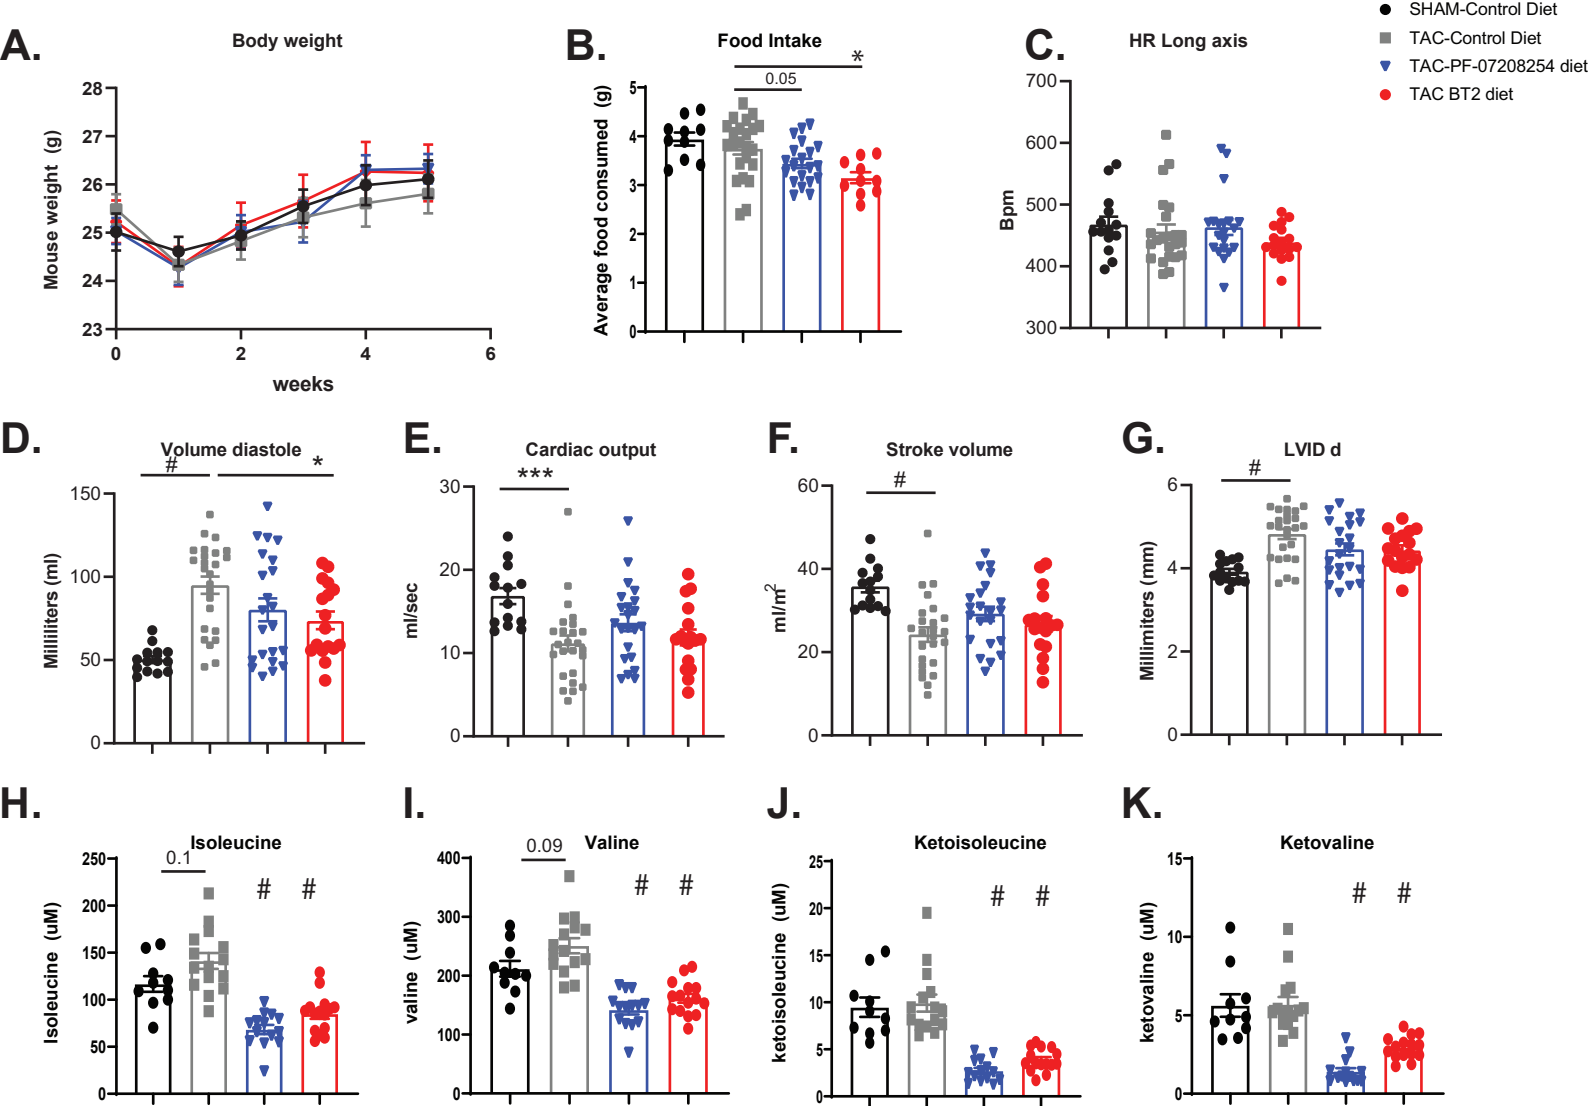 SHAM-Control Diet
TAC-Control Diet
TAC-PF-07208254 diet
TAC BT2 diet
A.
Body weight
Mouse weight (g)
28
27
26
25
24
23
0
2
4
6
weeks
B.
Food Intake
*
0.05
Average food consumed (g)
5
4
3
2
1
0
C.
HR Long axis
Bpm
700
600
500
400
300
D.
Volume diastole
#
*
Milliliters (ml)
150
100
50
0
E.
Cardiac output
***
ml/sec
30
20
10
0
F.
Stroke volume
#
ml/m2
60
40
20
0
G.
LVID d
#
Millimiters (mm)
6
4
2
0
H.
Isoleucine
0.1
# #
Isoleucine (uM)
250
200
150
100
50
0
I.
Valine
0.09
# #
valine (uM)
400
300
200
100
0
J.
Ketoisoleucine
# #
ketoisoleucine (uM)
25
20
15
10
5
0
K.
Ketovaline
# #
ketovaline (uM)
15
10
5
0